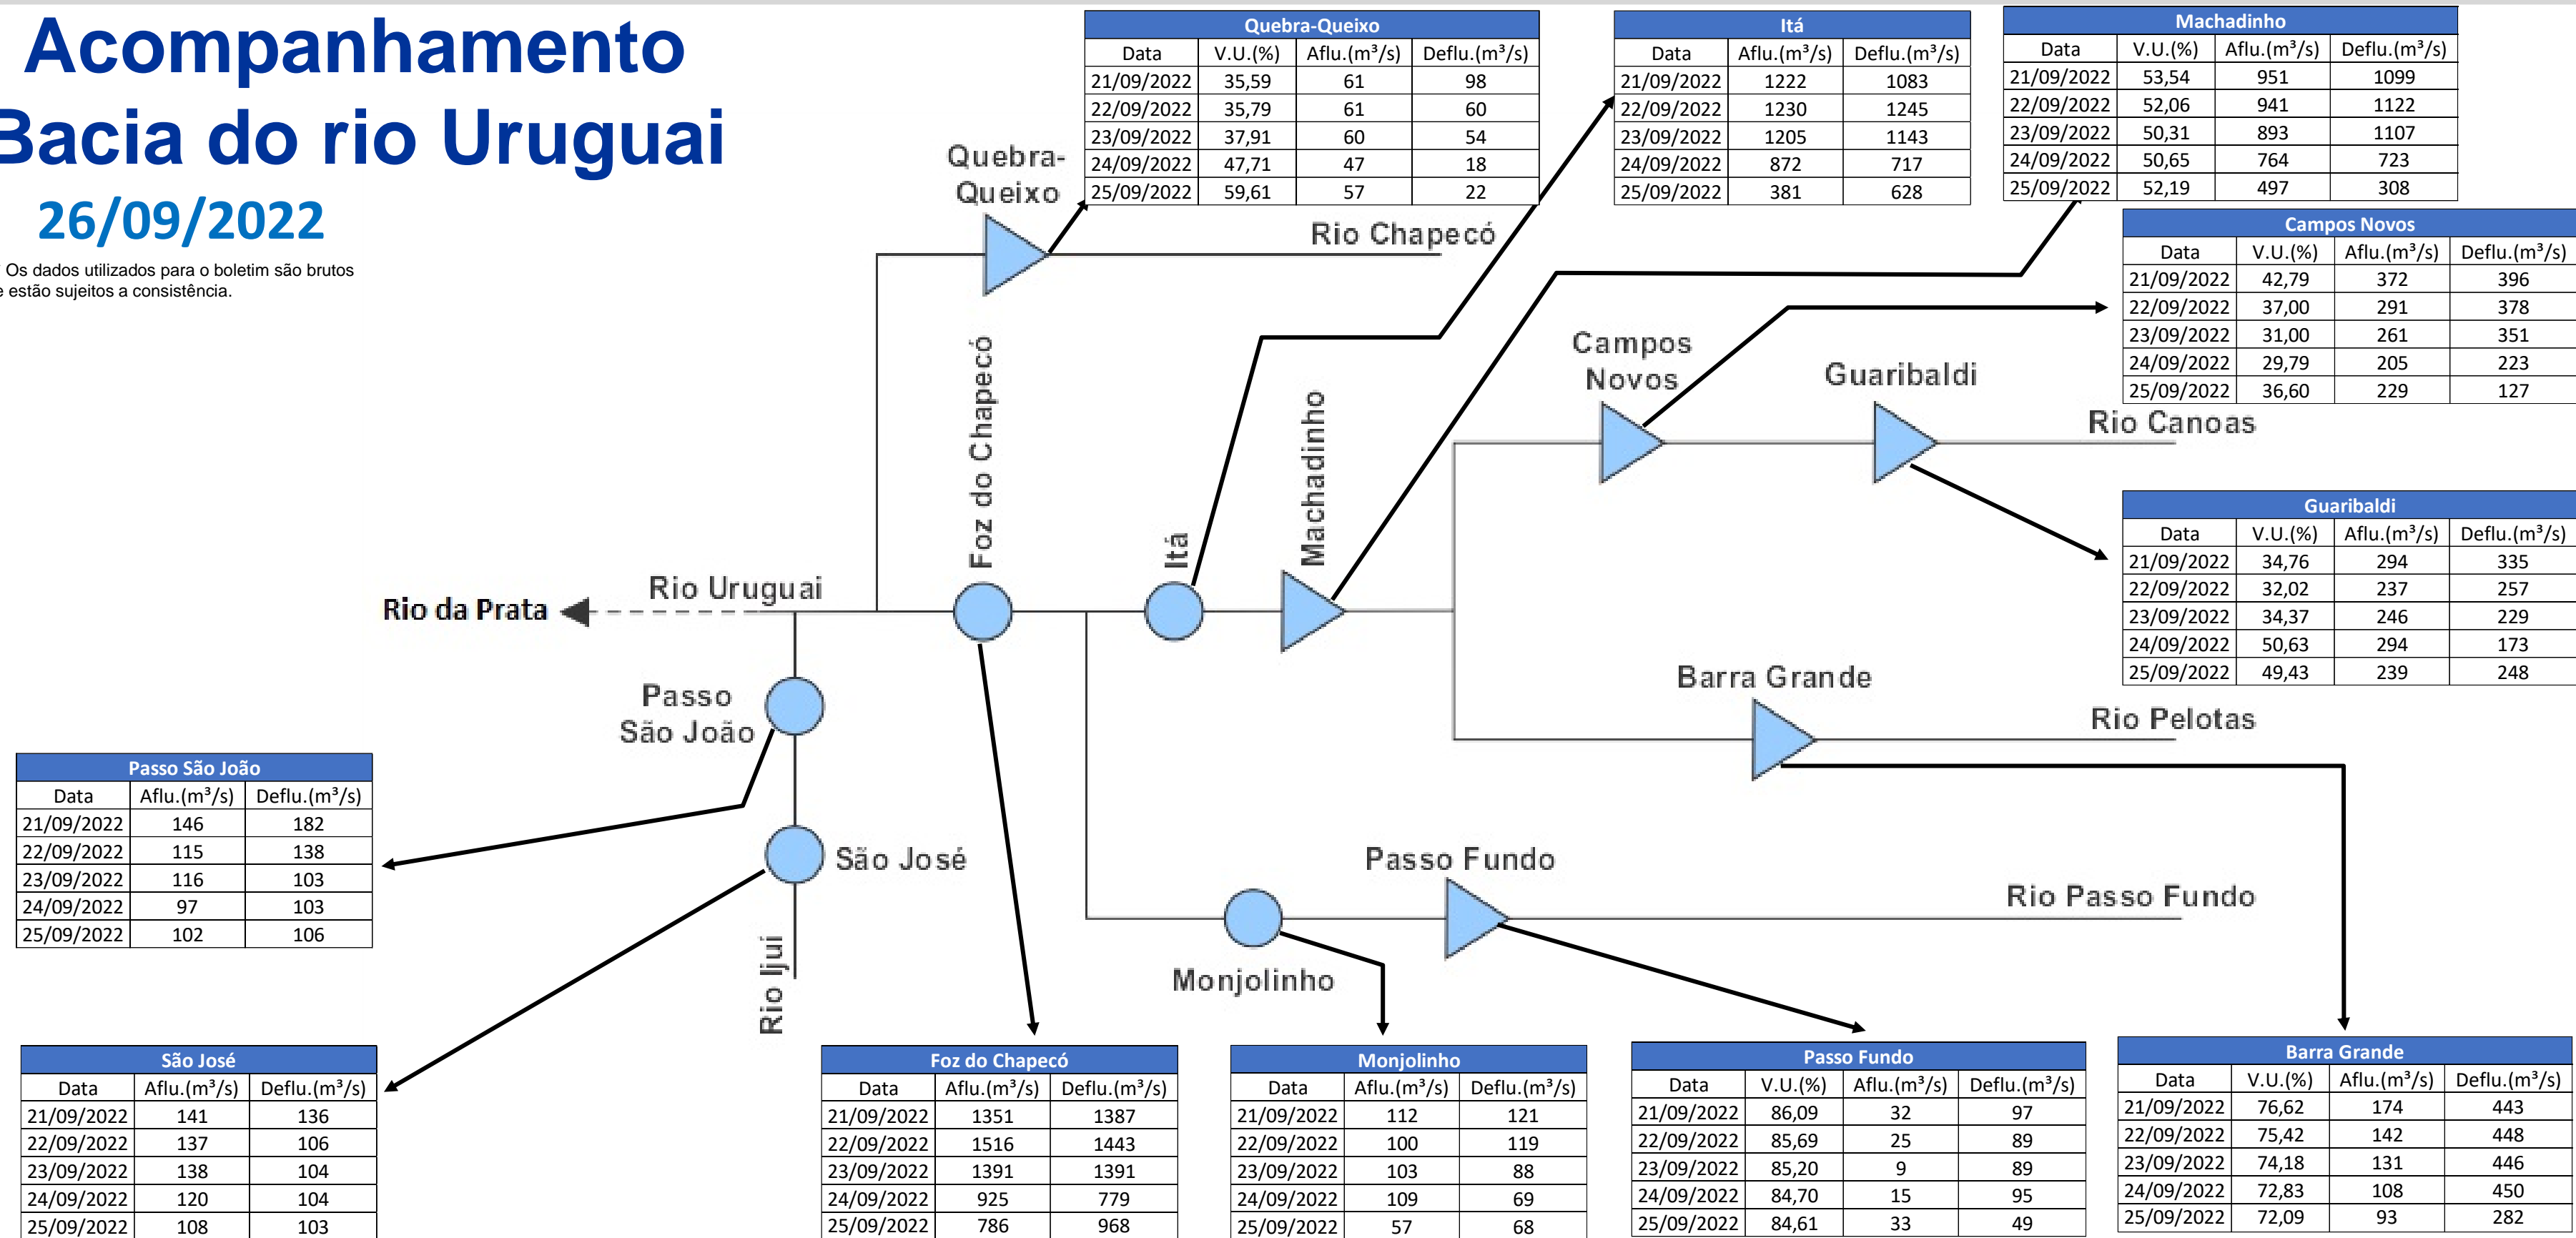 Acompanhamento
Bacia do rio Uruguai
26/09/2022
Os dados utilizados para o boletim são brutos
e estão sujeitos a consistência.
Quebra-Queixo
Data V.U.(%) Aflu.(m³/s) Deflu.(m³/s)
21/09/2022 35,59 61 98
22/09/2022 35,79 61 60
23/09/2022 37,91 60 54
24/09/2022 47,71 47 18
25/09/2022 59,61 57 22
Itá
Data Aflu.(m³/s) Deflu.(m³/s)
21/09/2022 1222 1083
22/09/2022 1230 1245
23/09/2022 1205 1143
24/09/2022 872 717
25/09/2022 381 628
Machadinho
Data V.U.(%) Aflu.(m³/s) Deflu.(m³/s)
21/09/2022 53,54 951 1099
22/09/2022 52,06 941 1122
23/09/2022 50,31 893 1107
24/09/2022 50,65 764 723
25/09/2022 52,19 497 308
Campos Novos
Data V.U.(%) Aflu.(m³/s) Deflu.(m³/s)
21/09/2022 42,79 372 396
22/09/2022 37,00 291 378
23/09/2022 31,00 261 351
24/09/2022 29,79 205 223
25/09/2022 36,60 229 127
Guaribaldi
Data V.U.(%) Aflu.(m³/s) Deflu.(m³/s)
21/09/2022 34,76 294 335
22/09/2022 32,02 237 257
23/09/2022 34,37 246 229
24/09/2022 50,63 294 173
25/09/2022 49,43 239 248
Quebra-
Queixo
Rio Chapecó
Foz do Chapecó
Itá
Machadinho
Campos
Novos
Guaribaldi
Rio Canoas
Rio da Prata
Rio Uruguai
Passo
São João
São José
Rio Ijuí
Barra Grande
Rio Pelotas
Passo Fundo
Rio Passo Fundo
Monjolinho
Passo São João
Data Aflu.(m³/s) Deflu.(m³/s)
21/09/2022 146 182
22/09/2022 115 138
23/09/2022 116 103
24/09/2022 97 103
25/09/2022 102 106
São José
Data Aflu.(m³/s) Deflu.(m³/s)
21/09/2022 141 136
22/09/2022 137 106
23/09/2022 138 104
24/09/2022 120 104
25/09/2022 108 103
Foz do Chapecó
Data Aflu.(m³/s) Deflu.(m³/s)
21/09/2022 1351 1387
22/09/2022 1516 1443
23/09/2022 1391 1391
24/09/2022 925 779
25/09/2022 786 968
Monjolinho
Data Aflu.(m³/s) Deflu.(m³/s)
21/09/2022 112 121
22/09/2022 100 119
23/09/2022 103 88
24/09/2022 109 69
25/09/2022 57 68
Passo Fundo
Data V.U.(%) Aflu.(m³/s) Deflu.(m³/s)
21/09/2022 86,09 32 97
22/09/2022 85,69 25 89
23/09/2022 85,20 9 89
24/09/2022 84,70 15 95
25/09/2022 84,61 33 49
Barra Grande
Data V.U.(%) Aflu.(m³/s) Deflu.(m³/s)
21/09/2022 76,62 174 443
22/09/2022 75,42 142 448
23/09/2022 74,18 131 446
24/09/2022 72,83 108 450
25/09/2022 72,09 93 282